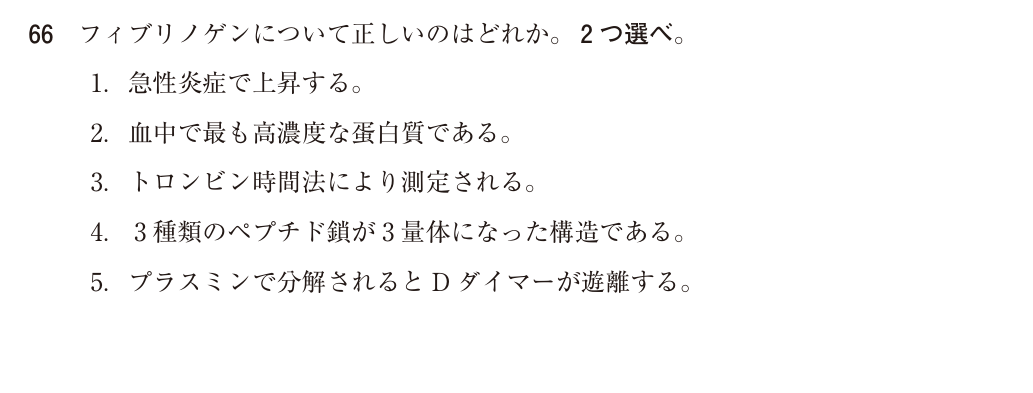 66 フィブリノゲンについて正しいのはどれか。2つ選べ。
1. 急性炎症で上昇する。
2. 血中で最も高濃度な蛋白質である。
3. トロンビン時間法により測定される。
4. 3種類のペプチド鎖が3量体になった構造である。
5. プラスミンで分解されるとDダイマーが遊離する。